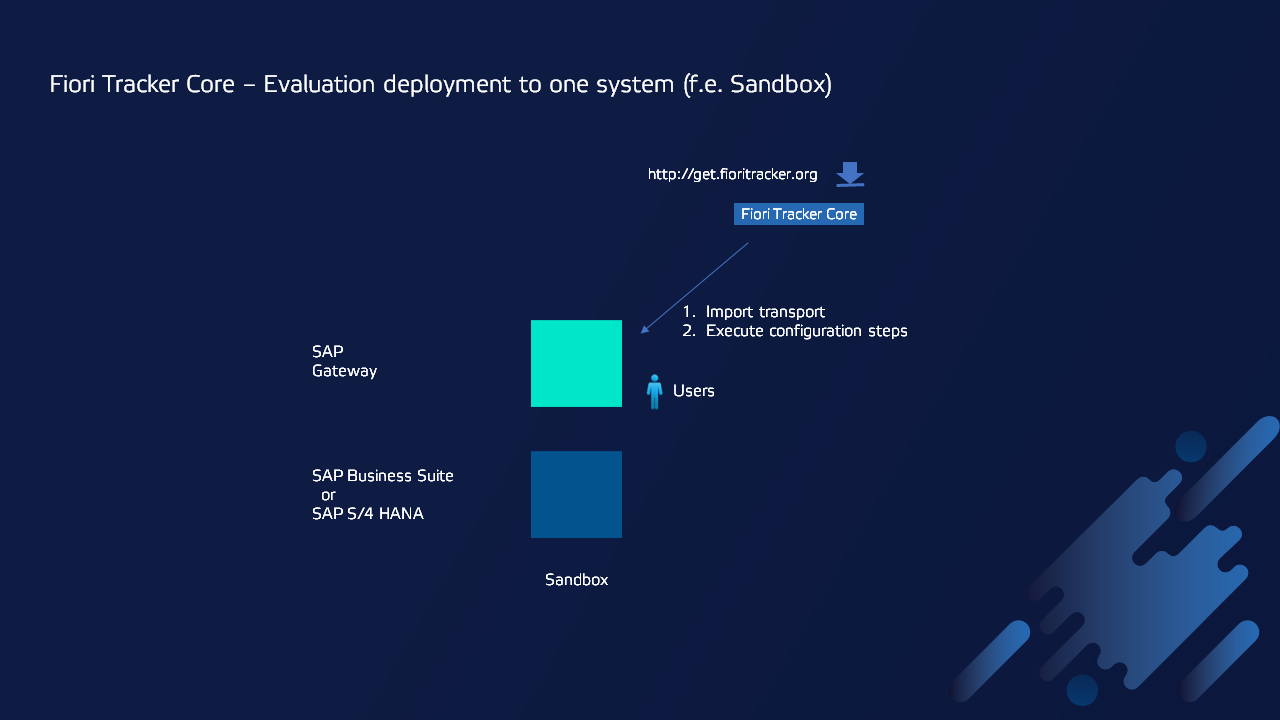 Fiori Tracker Core – Evaluation deployment to one system (f.e. Sandbox)
http://get.fioritracker.org
Fiori Tracker Core
1. Import transport
2. Execute configuration steps
SAP
Gateway
Users
SAP Business Suite
or
SAP S/4 HANA
Sandbox